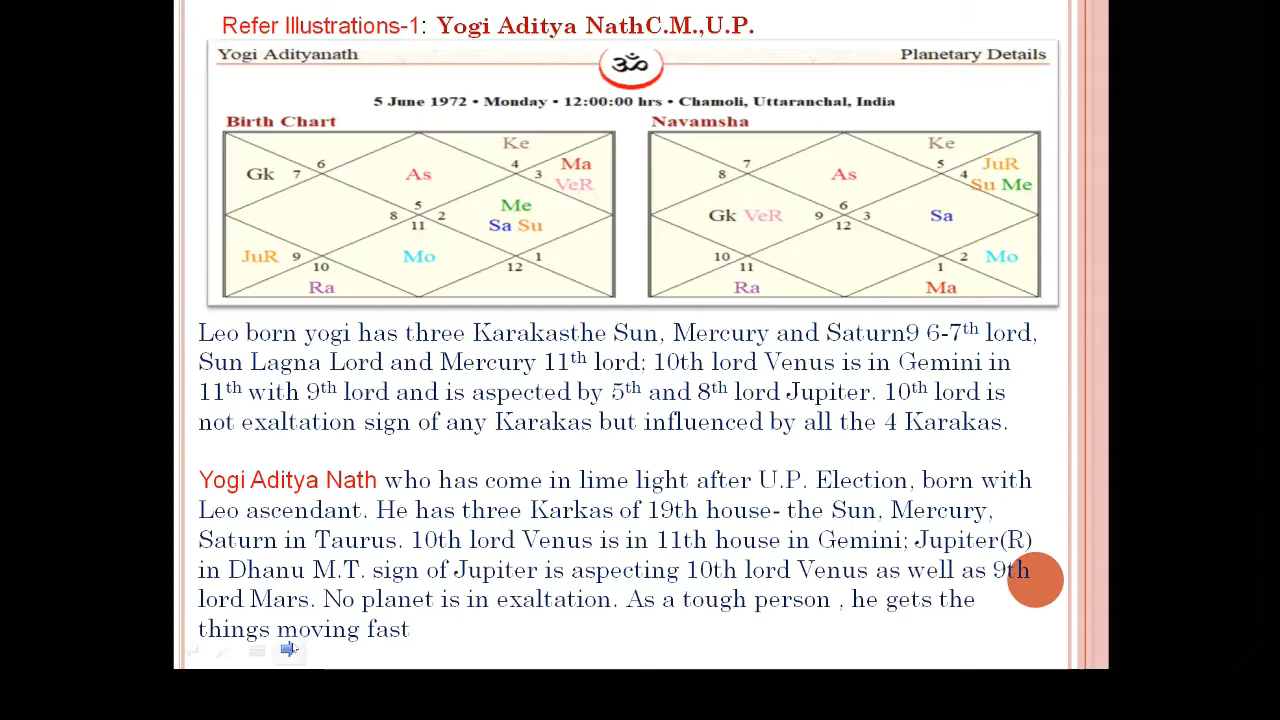 Refer Illustrations-1: Yogi Aditya NathC.M.,U.P.
Yogi Adityanath ॐ Planetary Details
5 June 1972 • Monday • 12:00:00 hrs • Chamoli, Uttaranchal, India
Birth Chart
Ke
6 4 Ma
Gk 7 As 3
VeR
5 Me
8 2
11 Sa Su
JuR 9 Mo 1
10 12
Ra
Navamsha
Ke
7 5 JuR
8 As 4
Su Me
6
Gk VeR 9 3 Sa
12
10 2 Mo
11 1
Ra Ma
Leo born yogi has three Karakasthe Sun, Mercury and Saturn9 6-7th lord,
Sun Lagna Lord and Mercury 11th lord; 10th lord Venus is in Gemini in
11th with 9th lord and is aspected by 5th and 8th lord Jupiter. 10th lord is
not exaltation sign of any Karakas but influenced by all the 4 Karakas.
Yogi Aditya Nath who has come in lime light after U.P. Election, born with
Leo ascendant. He has three Karkas of 19th house- the Sun, Mercury,
Saturn in Taurus. 10th lord Venus is in 11th house in Gemini; Jupiter(R)
in Dhanu M.T. sign of Jupiter is aspecting 10th lord Venus as well as 9th
lord Mars. No planet is in exaltation. As a tough person , he gets the
things moving fast